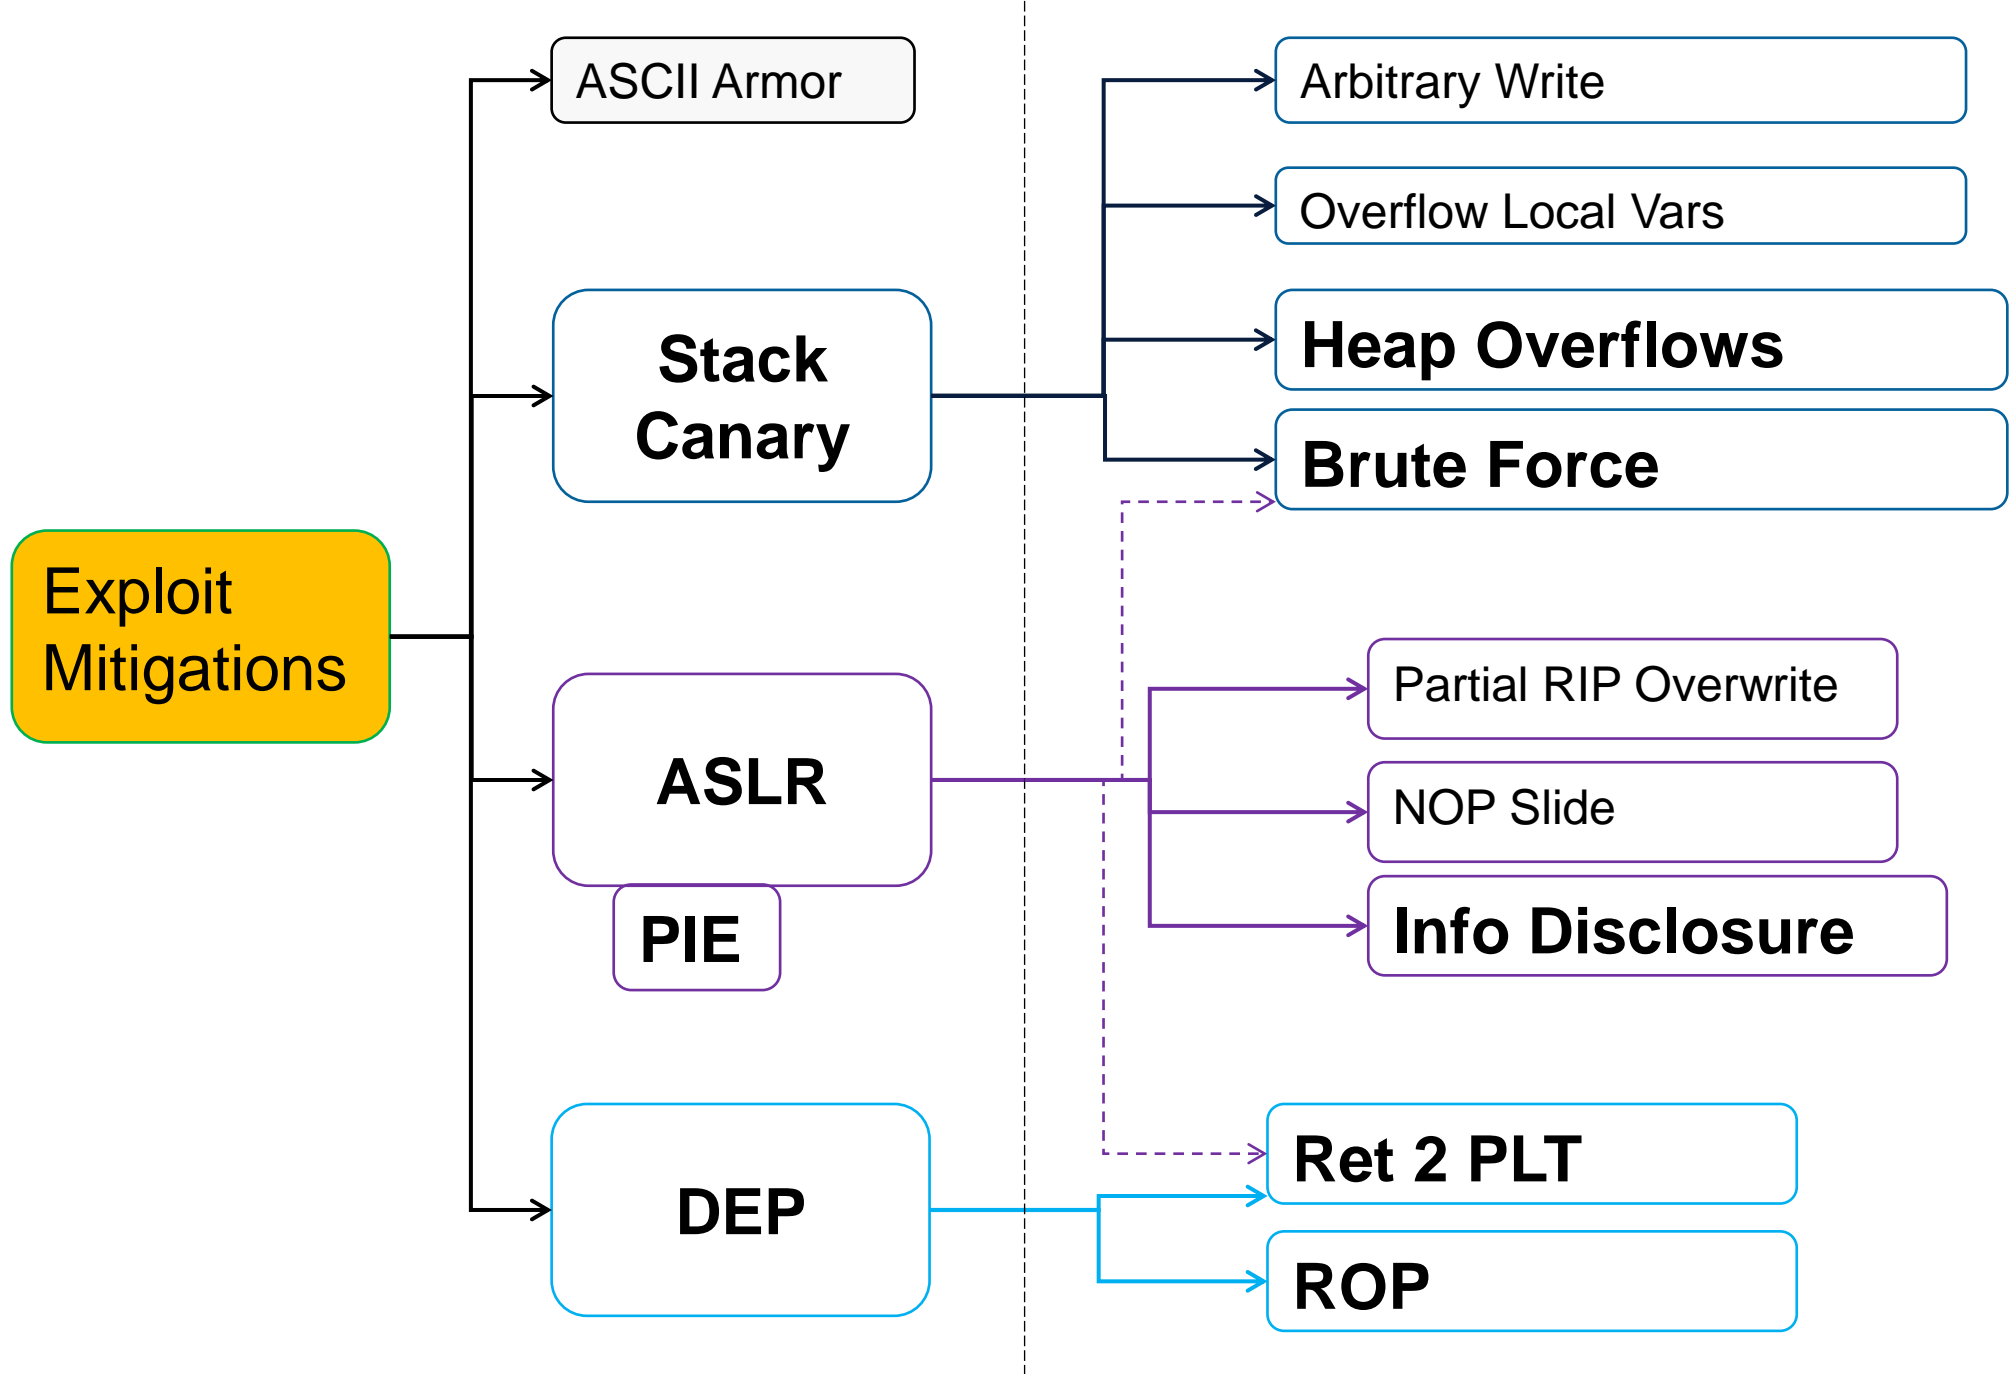 Exploit
Mitigations
ASCII Armor
Stack
Canary
ASLR
PIE
DEP
Arbitrary Write
Overflow Local Vars
Heap Overflows
Brute Force
Partial RIP Overwrite
NOP Slide
Info Disclosure
Ret 2 PLT
ROP